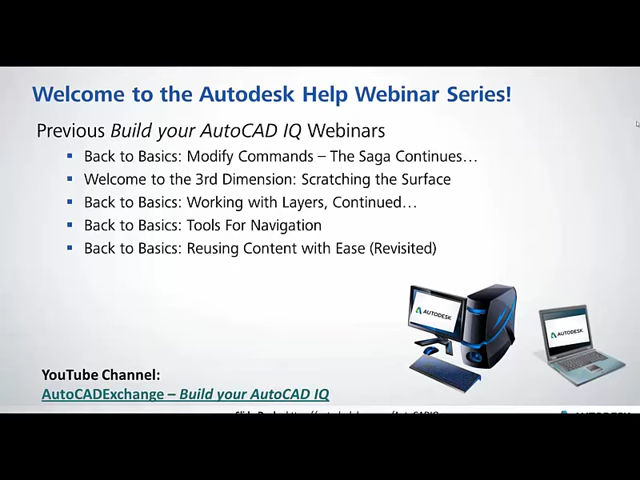 Welcome to the Autodesk Help Webinar Series!
Previous Build your AutoCAD IQ Webinars
Back to Basics: Modify Commands – The Saga Continues…
Welcome to the 3rd Dimension: Scratching the Surface
Back to Basics: Working with Layers, Continued…
Back to Basics: Tools For Navigation
Back to Basics: Reusing Content with Ease (Revisited)
AUTODESK
AUTODESK
YouTube Channel:
AutoCADExchange – Build your AutoCAD IQ
AUTODESK